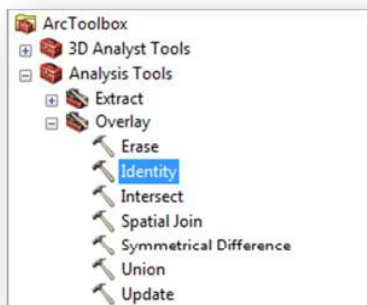 ArcToolbox
3D Analyst Tools
Analysis Tools
Extract
Overlay
Erase
Identity
Intersect
Spatial Join
Symmetrical Difference
Union
Update